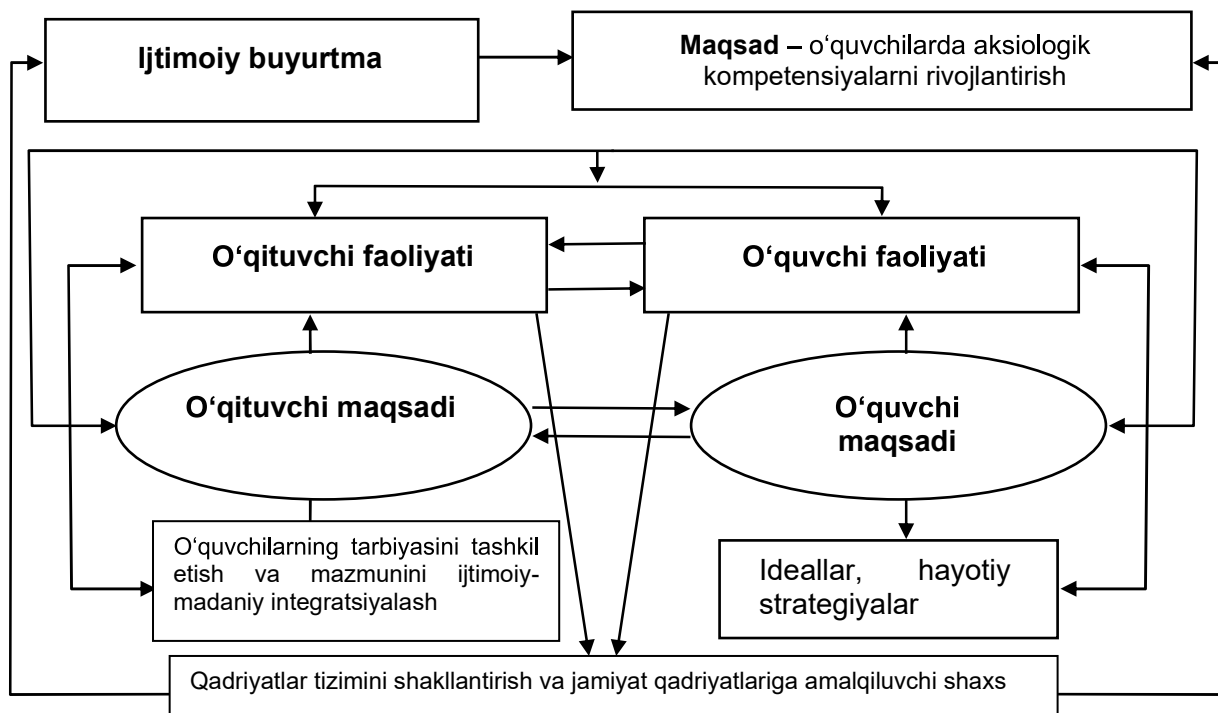 Ijtimoiy buyurtma
Maqsad – o‘quvchilarda aksiologik
kompetensiyalarni rivojlantirish
O‘qituvchi faoliyati
O‘quvchi faoliyati
O‘qituvchi maqsadi
O‘quvchi
maqsadi
O‘quvchilarning tarbiyasini tashkil
etish va mazmunini ijtimoiy-
madaniy integratsiyalash
Ideallar, hayotiy
strategiyalar
Qadriyatlar tizimini shakllantirish va jamiyat qadriyatlariga amalqiluvchi shaxs